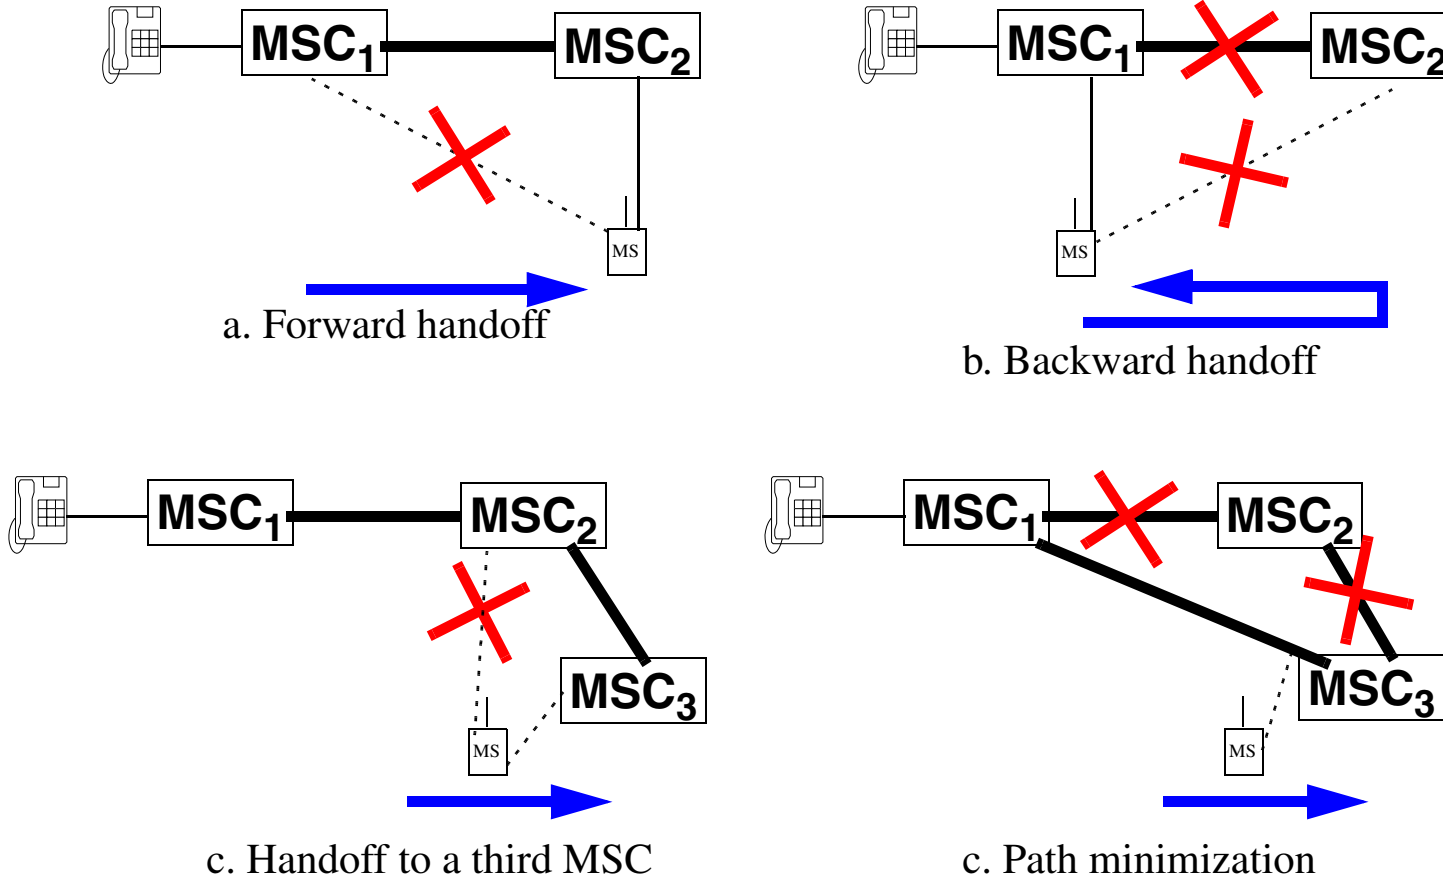 MSC1 MSC2
MS
a. Forward handoff
MSC1 MSC2
MS
b. Backward handoff
MSC1 MSC2
MSC3
MS
c. Handoff to a third MSC
MSC1 MSC2
MSC3
MS
c. Path minimization